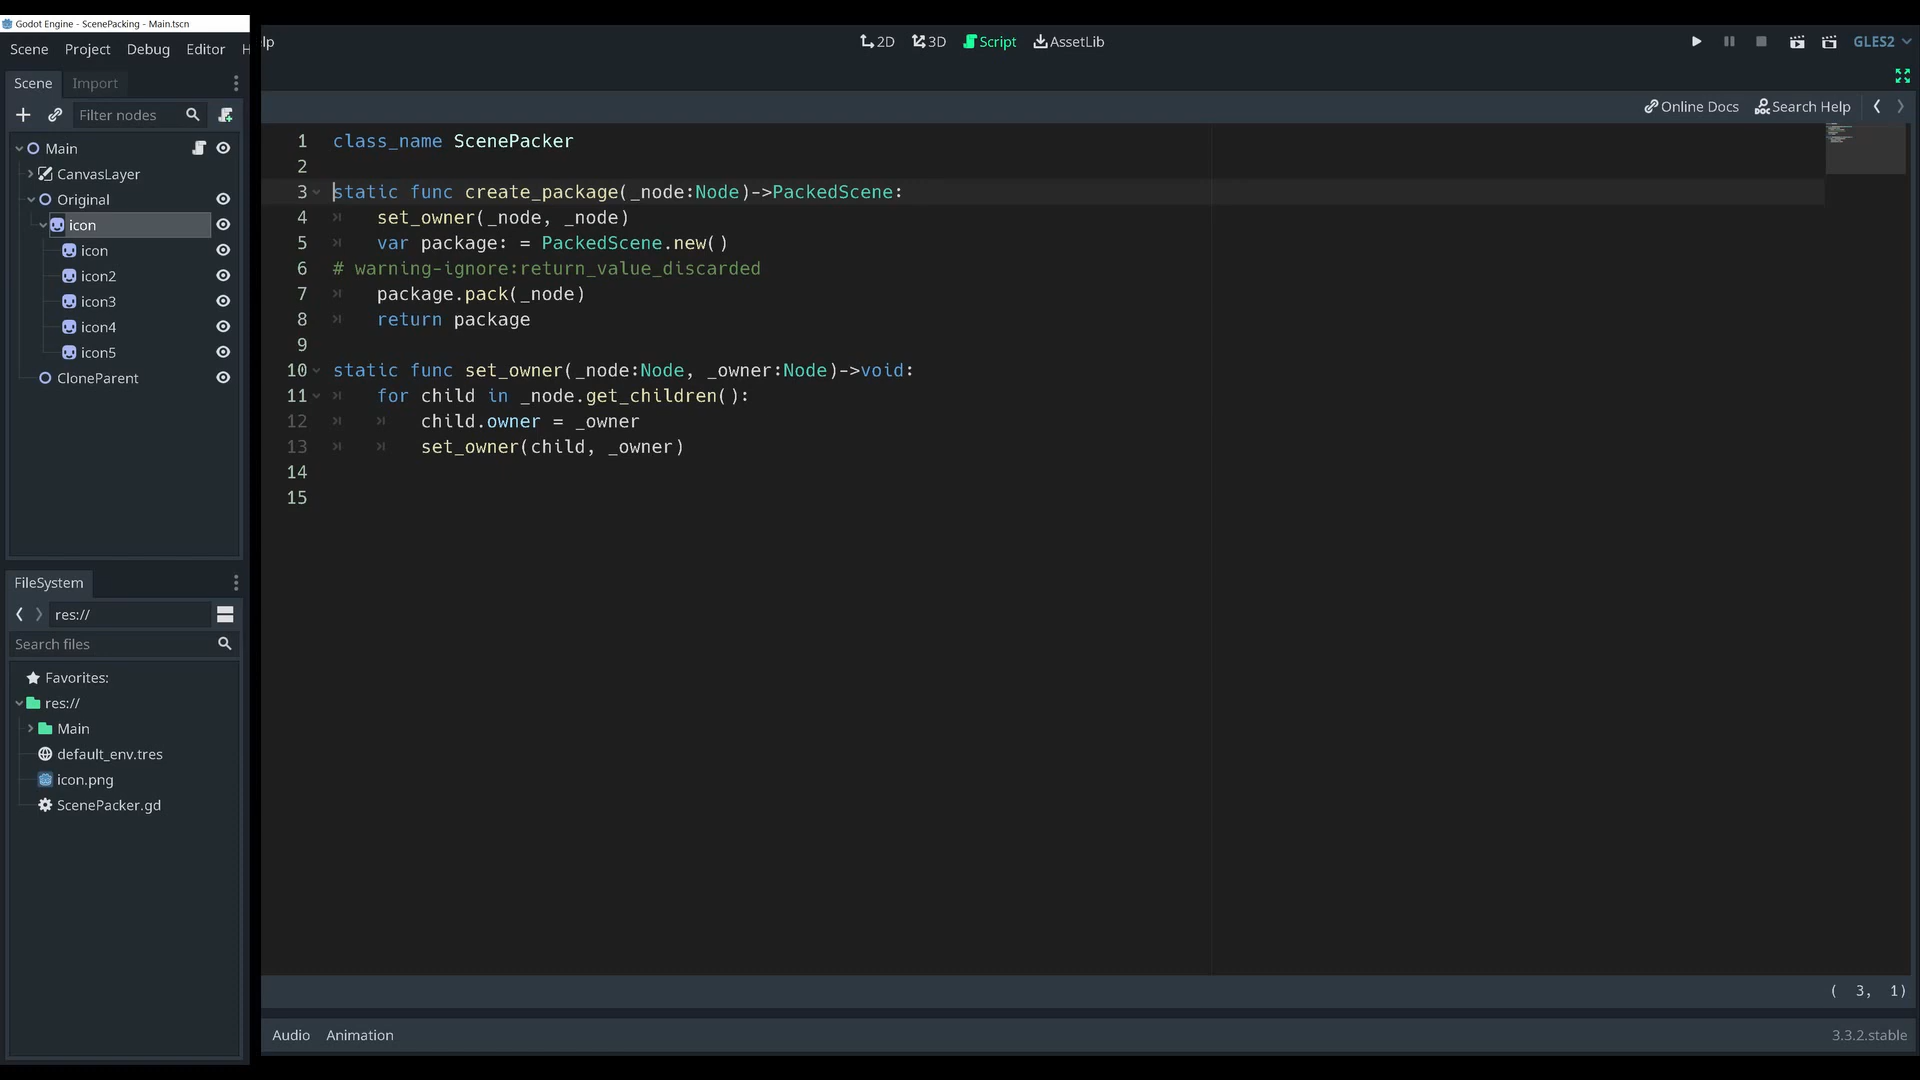 Godot Engine - ScenePacking - Main.tscn
Scene Project Debug Editor H lp
2D 3D Script AssetLib
GLES2
Scene Import
Filter nodes
Main
CanvasLayer
Original
icon
icon
icon2
icon3
icon4
icon5
CloneParent
FileSystem
res://
Search files
Favorites:
res://
Main
default_env.tres
icon.png
ScenePacker.gd
Online Docs Search Help
1 class_name ScenePacker
2
3 static func create_package(_node:Node)->PackedScene:
4 set_owner(_node, _node)
5 var package: = PackedScene.new()
6 # warning-ignore:return_value_discarded
7 package.pack(_node)
8 return package
9
10 static func set_owner(_node:Node, _owner:Node)->void:
11 for child in _node.get_children():
12 child.owner = _owner
13 set_owner(child, _owner)
14
15
( 3, 1)
Audio Animation
3.3.2.stable